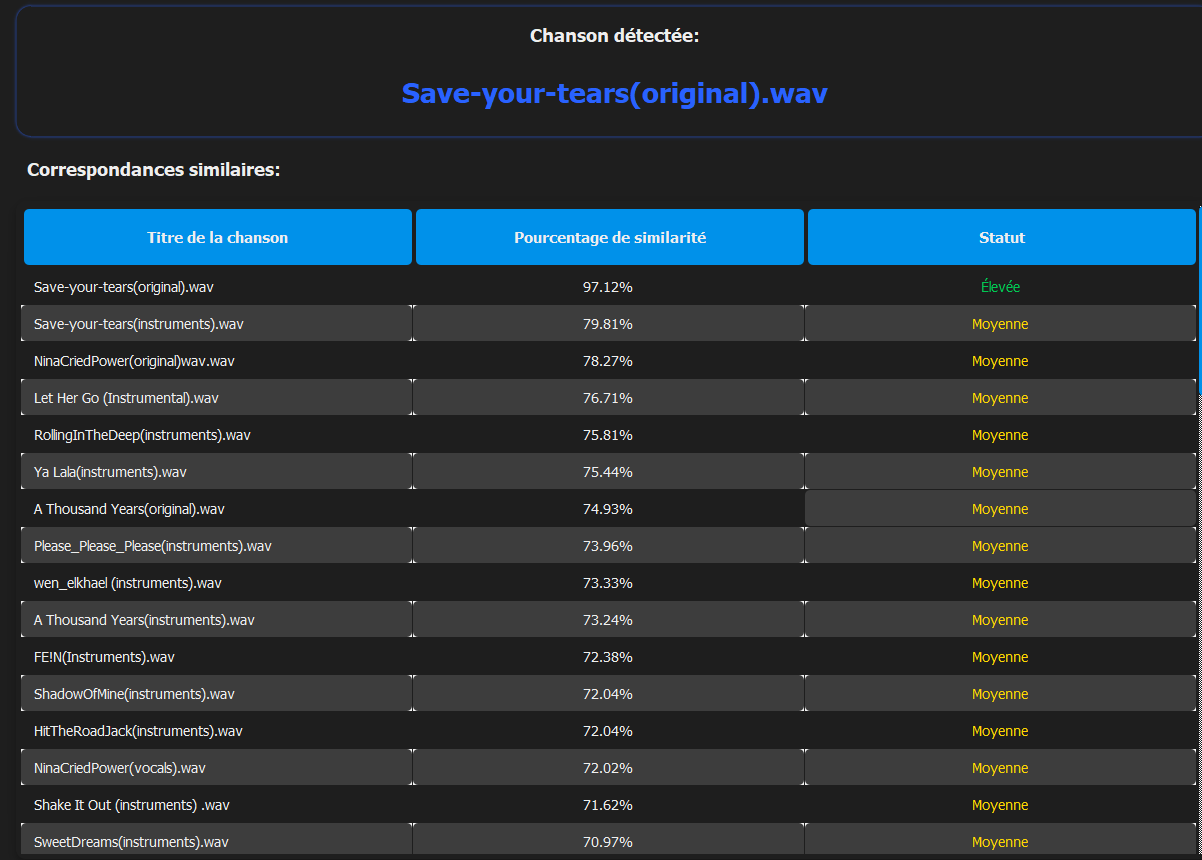 Chanson détectée:
Save-your-tears(original).wav
Correspondances similaires:
Titre de la chanson Pourcentage de similarité Statut
Save-your-tears(original).wav 97.12% Élevée
Save-your-tears(instruments).wav 79.81% Moyenne
NinaCriedPower(original)wav.wav 78.27% Moyenne
Let Her Go (Instrumental).wav 76.71% Moyenne
RollingInTheDeep(instruments).wav 75.81% Moyenne
Ya Lala(instruments).wav 75.44% Moyenne
A Thousand Years(original).wav 74.93% Moyenne
Please_Please_Please(instruments).wav 73.96% Moyenne
wen_elkhael (instruments).wav 73.33% Moyenne
A Thousand Years(instruments).wav 73.24% Moyenne
FE!N(Instruments).wav 72.38% Moyenne
ShadowOfMine(instruments).wav 72.04% Moyenne
HitTheRoadJack(instruments).wav 72.04% Moyenne
NinaCriedPower(vocals).wav 72.02% Moyenne
Shake It Out (instruments) .wav 71.62% Moyenne
SweetDreams(instruments).wav 70.97% Moyenne